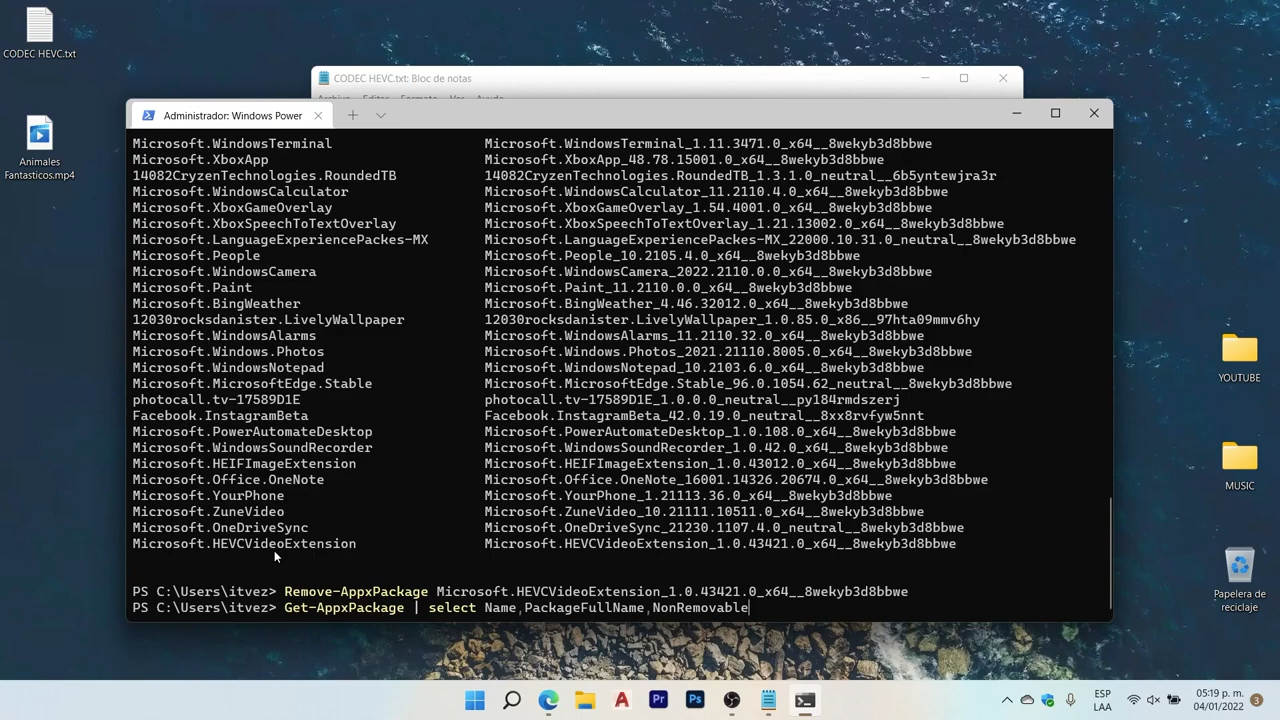 CODEC HEVC.txt
Animales
Fantasticos.mp4
CODEC HEVC.txt: Bloc de notas
Administrador: Windows Power
Microsoft.WindowsTerminal Microsoft.WindowsTerminal_1.11.3471.0_x64__8wekyb3d8bbwe
Microsoft.XboxApp Microsoft.XboxApp_48.78.15001.0_x64__8wekyb3d8bbwe
14082CryzenTechnologies.RoundedTB 14082CryzenTechnologies.RoundedTB_1.3.1.0_neutral__6b5yntewjra3r
Microsoft.WindowsCalculator Microsoft.WindowsCalculator_11.2110.4.0_x64__8wekyb3d8bbwe
Microsoft.XboxGameOverlay Microsoft.XboxGameOverlay_1.54.4001.0_x64__8wekyb3d8bbwe
Microsoft.XboxSpeechToTextOverlay Microsoft.XboxSpeechToTextOverlay_1.21.13002.0_x64__8wekyb3d8bbwe
Microsoft.LanguageExperiencePackes-MX Microsoft.LanguageExperiencePackes-MX_22000.10.31.0_neutral__8wekyb3d8bbwe
Microsoft.People Microsoft.People_10.2105.4.0_x64__8wekyb3d8bbwe
Microsoft.WindowsCamera Microsoft.WindowsCamera_2022.2110.0.0_x64__8wekyb3d8bbwe
Microsoft.Paint Microsoft.Paint_11.2110.0.0_x64__8wekyb3d8bbwe
Microsoft.BingWeather Microsoft.BingWeather_4.46.32012.0_x64__8wekyb3d8bbwe
12030rocksdanister.LivelyWallpaper 12030rocksdanister.LivelyWallpaper_1.0.85.0_x86__97hta09mmv6hy
Microsoft.WindowsAlarms Microsoft.WindowsAlarms_11.2110.32.0_x64__8wekyb3d8bbwe
Microsoft.Windows.Photos Microsoft.Windows.Photos_2021.21110.8005.0_x64__8wekyb3d8bbwe
Microsoft.WindowsNotepad Microsoft.WindowsNotepad_10.2103.6.0_x64__8wekyb3d8bbwe
Microsoft.MicrosoftEdge.Stable Microsoft.MicrosoftEdge.Stable_96.0.1054.62_neutral__8wekyb3d8bbwe
photocall.tv-17589D1E photocall.tv-17589D1E_1.0.0.0_neutral__py184rmdszerj
Facebook.InstagramBeta Facebook.InstagramBeta_42.0.19.0_neutral__8xx8rvfyw5nnt
Microsoft.PowerAutomateDesktop Microsoft.PowerAutomateDesktop_1.0.108.0_x64__8wekyb3d8bbwe
Microsoft.WindowsSoundRecorder Microsoft.WindowsSoundRecorder_1.0.42.0_x64__8wekyb3d8bbwe
Microsoft.HEIFImageExtension Microsoft.HEIFImageExtension_1.0.43012.0_x64__8wekyb3d8bbwe
Microsoft.Office.OneNote Microsoft.Office.OneNote_16001.14326.20674.0_x64__8wekyb3d8bbwe
Microsoft.YourPhone Microsoft.YourPhone_1.21113.36.0_x64__8wekyb3d8bbwe
Microsoft.ZuneVideo Microsoft.ZuneVideo_10.21111.10511.0_x64__8wekyb3d8bbwe
Microsoft.OneDriveSync Microsoft.OneDriveSync_21230.1107.4.0_neutral__8wekyb3d8bbwe
Microsoft.HEVCVideoExtension Microsoft.HEVCVideoExtension_1.0.43421.0_x64__8wekyb3d8bbwe
PS C:\Users\itvez> Remove-AppxPackage Microsoft.HEVCVideoExtension_1.0.43421.0_x64__8wekyb3d8bbwe
PS C:\Users\itvez> Get-AppxPackage | select Name,PackageFullName,NonRemovable
YOUTUBE
MUSIC
Papelera de
reciclaje
A
Pr
Ps
ESP
LAA
05:19 p. m.
3